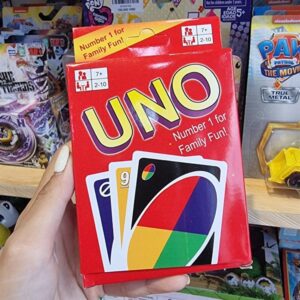 Number 1 for
Family Fun!
7+
2-10
7+
2-10
UNO
Number 1 for
Family Fun!
9
PAW
THE MOVIE
TRUE METAL